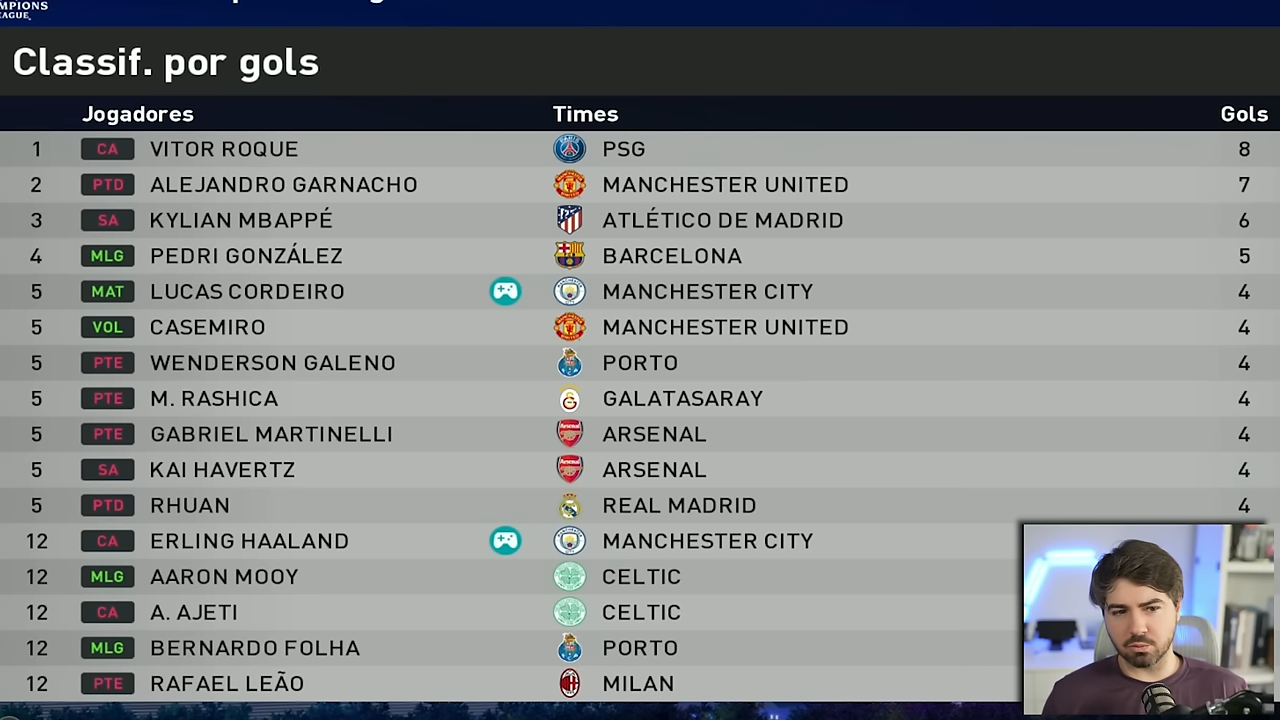 MPIONS
EAGUE
Classif. por gols
Jogadores Times Gols
1 CA VITOR ROQUE PSG 8
2 PTD ALEJANDRO GARNACHO MANCHESTER UNITED 7
3 SA KYLIAN MBAPPÉ ATLÉTICO DE MADRID 6
4 MLG PEDRI GONZÁLEZ BARCELONA 5
5 MAT LUCAS CORDEIRO MANCHESTER CITY 4
5 VOL CASEMIRO MANCHESTER UNITED 4
5 PTE WENDERSON GALENO PORTO 4
5 PTE M. RASHICA GALATASARAY 4
5 PTE GABRIEL MARTINELLI ARSENAL 4
5 SA KAI HAVERTZ ARSENAL 4
5 PTD RHUAN REAL MADRID 4
12 CA ERLING HAALAND MANCHESTER CITY
12 MLG AARON MOOY CELTIC
12 CA A. AJETI CELTIC
12 MLG BERNARDO FOLHA PORTO
12 PTE RAFAEL LEÃO MILAN